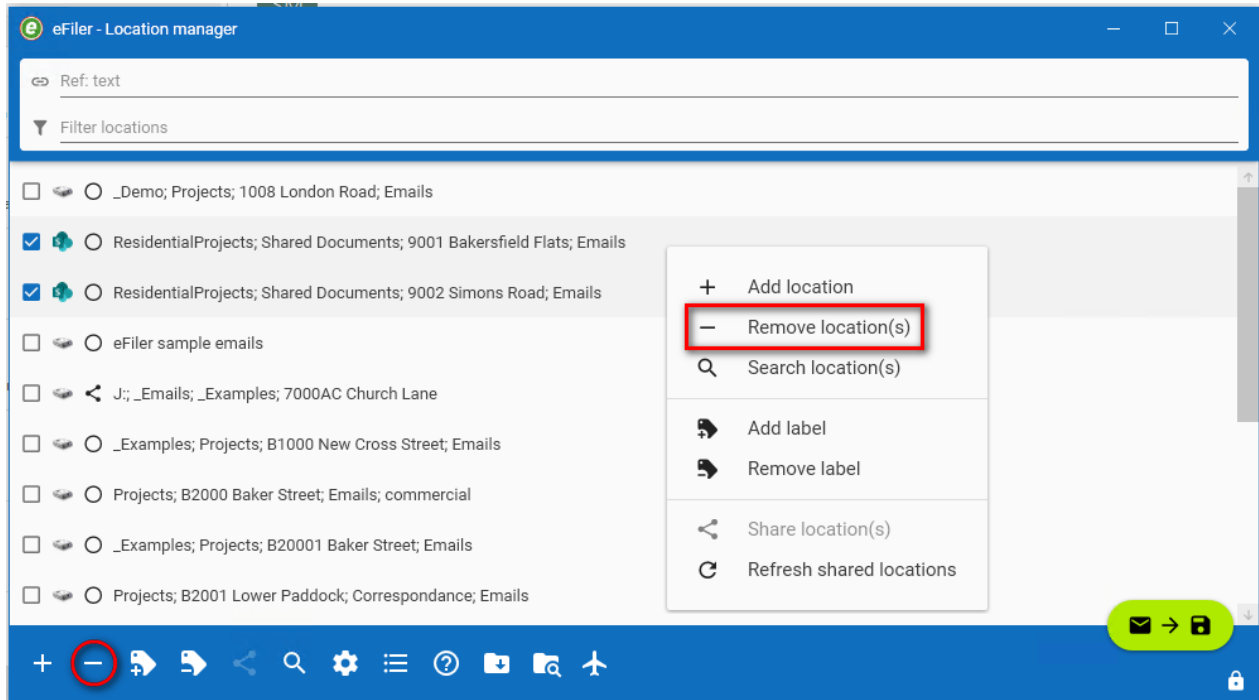 eFiler - Location manager
Ref: text
Filter locations
_Demo; Projects; 1008 London Road; Emails
ResidentialProjects; Shared Documents; 9001 Bakersfield Flats; Emails
ResidentialProjects; Shared Documents; 9002 Simons Road; Emails
eFiler sample emails
J:; _Emails; _Examples; 7000AC Church Lane
_Examples; Projects; B1000 New Cross Street; Emails
Projects; B2000 Baker Street; Emails; commercial
_Examples; Projects; B20001 Baker Street; Emails
Projects; B2001 Lower Paddock; Correspondance; Emails
Add location
Remove location(s)
Search location(s)
Add label
Remove label
Share location(s)
Refresh shared locations